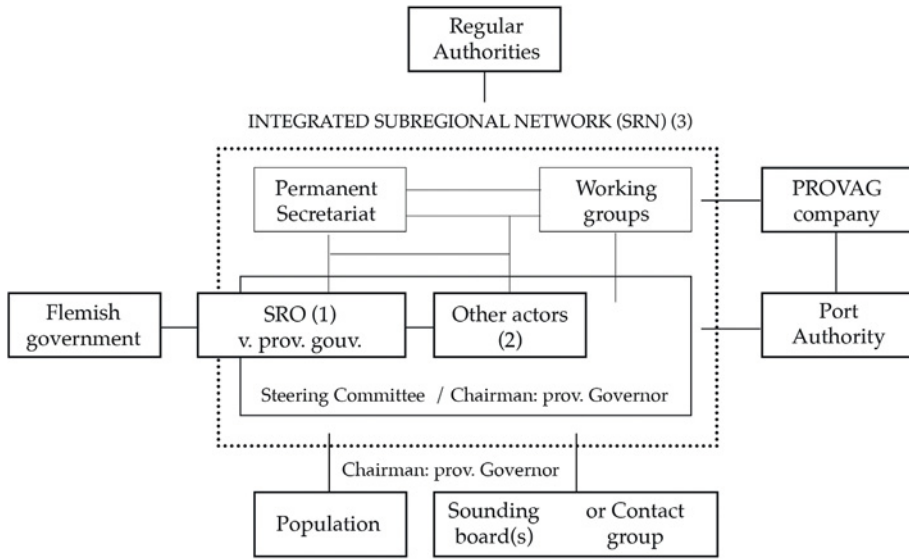 Regular
Authorities
INTEGRATED SUBREGIONAL NETWORK (SRN) (3)
Permanent
Secretariat
Working
groups
PROVAG
company
Flemish
government
SRO (1)
v. prov. gouv.
Other actors
(2)
Port
Authority
Steering Committee / Chairman: prov. Governor
Chairman: prov. Governor
Population
Sounding
board(s)
or Contact
group